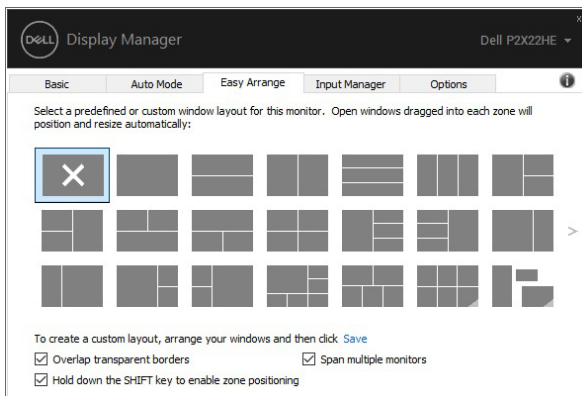 DELL Display Manager Dell P2X22HE
Basic Auto Mode Easy Arrange Input Manager Options
Select a predefined or custom window layout for this monitor. Open windows dragged into each zone will
position and resize automatically:
To create a custom layout, arrange your windows and then click Save
Overlap transparent borders Span multiple monitors
Hold down the SHIFT key to enable zone positioning